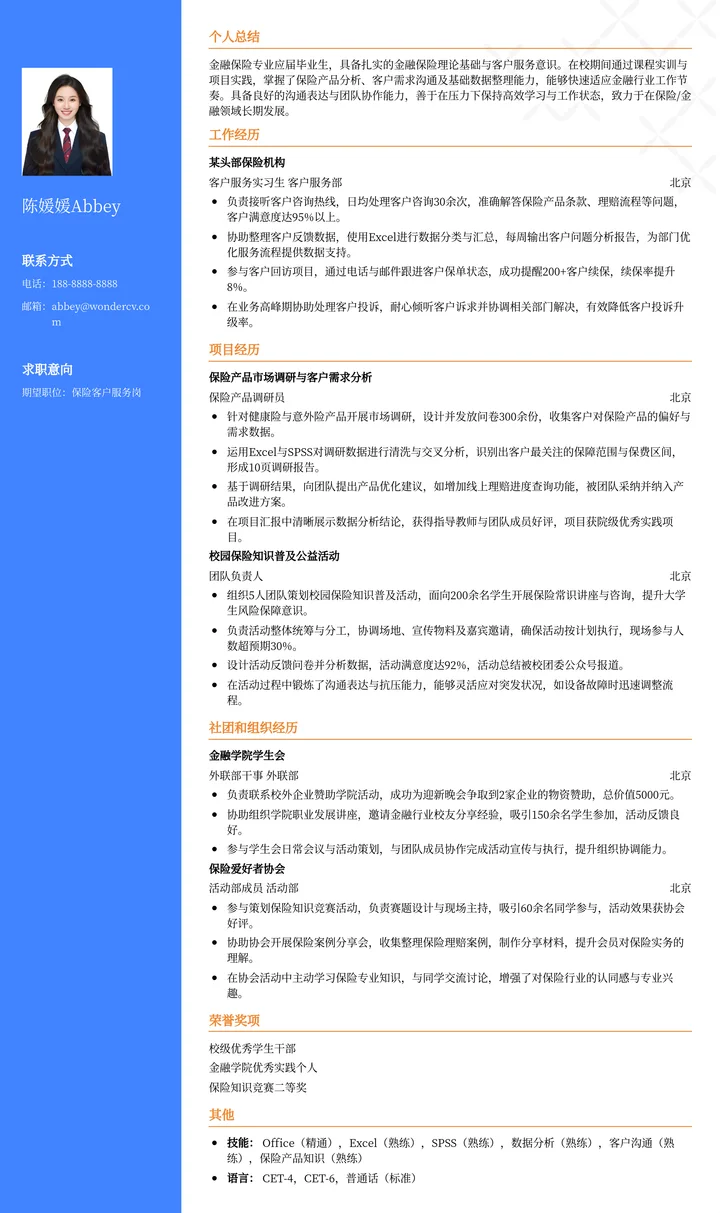 陈媛媛Abbey
联系方式
电话：188-8888-8888
邮箱：abbey@wondercv.co
m
求职意向
期望职位：保险客户服务岗
个人总结
金融保险专业应届毕业生，具备扎实的金融保险理论基础与客户服务意识。在校期间通过课程实训与
项目实践，掌握了保险产品分析、客户需求沟通及基础数据整理能力，能够快速适应金融行业工作节
奏。具备良好的沟通表达与团队协作能力，善于在压力下保持高效学习与工作状态，致力于在保险/金
融领域长期发展。
工作经历
某头部保险机构
客户服务实习生 客户服务部 北京
● 负责接听客户咨询热线，日均处理客户咨询30余次，准确解答保险产品条款、理赔流程等问题，
客户满意度达95%以上。
● 协助整理客户反馈数据，使用Excel进行数据分类与汇总，每周输出客户问题分析报告，为部门优
化服务流程提供数据支持。
● 参与客户回访项目，通过电话与邮件跟进客户保单状态，成功提醒200+客户续保，续保率提升
8%。
● 在业务高峰期协助处理客户投诉，耐心倾听客户诉求并协调相关部门解决，有效降低客户投诉升
级率。
项目经历
保险产品市场调研与客户需求分析
保险产品调研员 北京
● 针对健康险与意外险产品开展市场调研，设计并发放问卷300余份，收集客户对保险产品的偏好与
需求数据。
● 运用Excel与SPSS对调研数据进行清洗与交叉分析，识别出客户最关注的保障范围与保费区间，
形成10页调研报告。
● 基于调研结果，向团队提出产品优化建议，如增加线上理赔进度查询功能，被团队采纳并纳入产
品改进方案。
● 在项目汇报中清晰展示数据分析结论，获得指导教师与团队成员好评，项目获院级优秀实践项
目。
校园保险知识普及公益活动
团队负责人 北京
● 组织5人团队策划校园保险知识普及活动，面向200余名学生开展保险常识讲座与咨询，提升大学
生风险保障意识。
● 负责活动整体统筹与分工，协调场地、宣传物料及嘉宾邀请，确保活动按计划执行，现场参与人
数超预期30%。
● 设计活动反馈问卷并分析数据，活动满意度达92%，活动总结被校团委公众号报道。
● 在活动过程中锻炼了沟通表达与抗压能力，能够灵活应对突发状况，如设备故障时迅速调整流
程。
社团和组织经历
金融学院学生会
外联部干事 外联部 北京
● 负责联系校外企业赞助学院活动，成功为迎新晚会争取到2家企业的物资赞助，总价值5000元。
● 协助组织学院职业发展讲座，邀请金融行业校友分享经验，吸引150余名学生参加，活动反馈良
好。
● 参与学生会日常会议与活动策划，与团队成员协作完成活动宣传与执行，提升组织协调能力。
保险爱好者协会
活动部成员 活动部 北京
● 参与策划保险知识竞赛活动，负责赛题设计与现场主持，吸引60余名同学参与，活动效果获协会
好评。
● 协助协会开展保险案例分享会，收集整理保险理赔案例，制作分享材料，提升会员对保险实务的
理解。
● 在协会活动中主动学习保险专业知识，与同学交流讨论，增强了对保险行业的认同感与专业兴
趣。
荣誉奖项
校级优秀学生干部
金融学院优秀实践个人
保险知识竞赛二等奖
其他
● 技能： Office（精通），Excel（熟练），SPSS（熟练），数据分析（熟练），客户沟通（熟
练），保险产品知识（熟练）
● 语言： CET-4，CET-6，普通话（标准）